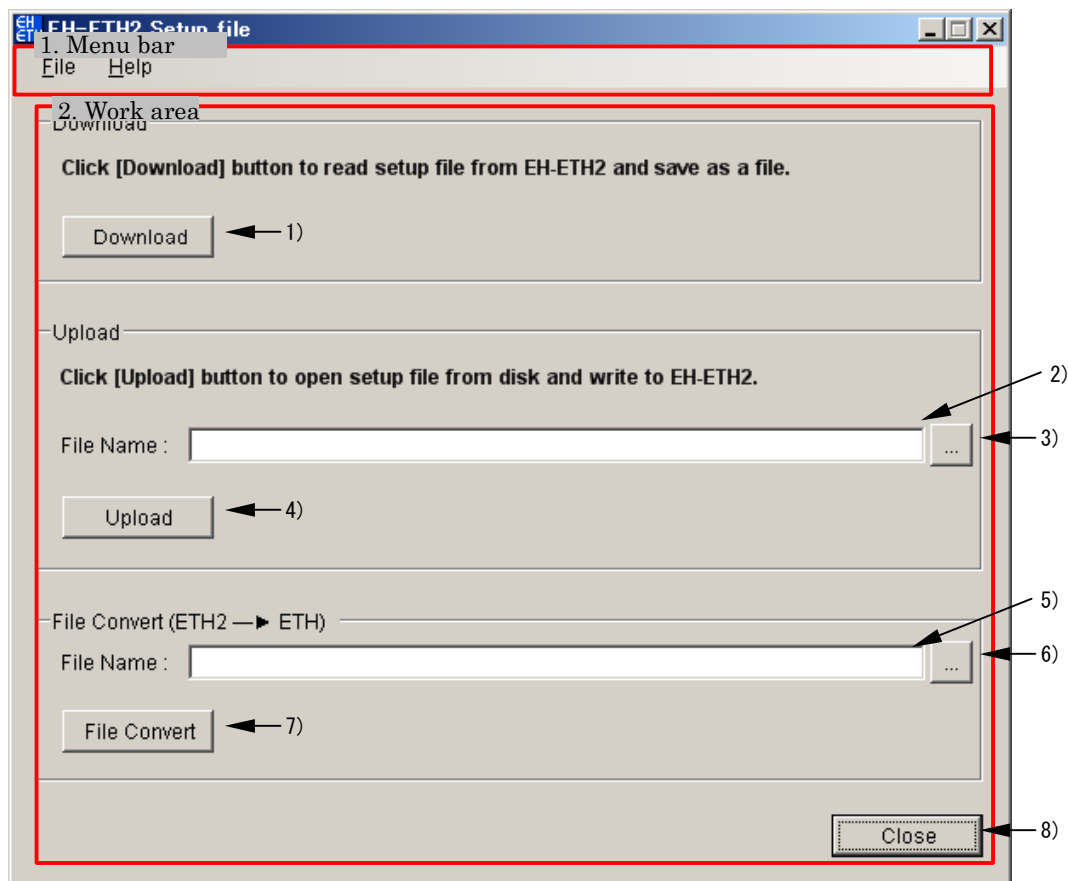 EH-ETH2 Setup file
1. Menu bar
File Help
2. Work area
Download
Click [Download] button to read setup file from EH-ETH2 and save as a file.
Download 1)
Upload
Click [Upload] button to open setup file from disk and write to EH-ETH2.
2)
File Name : ... 3)
Upload 4)
5)
File Convert (ETH2 —► ETH)
File Name : ... 6)
File Convert 7)
Close 8)